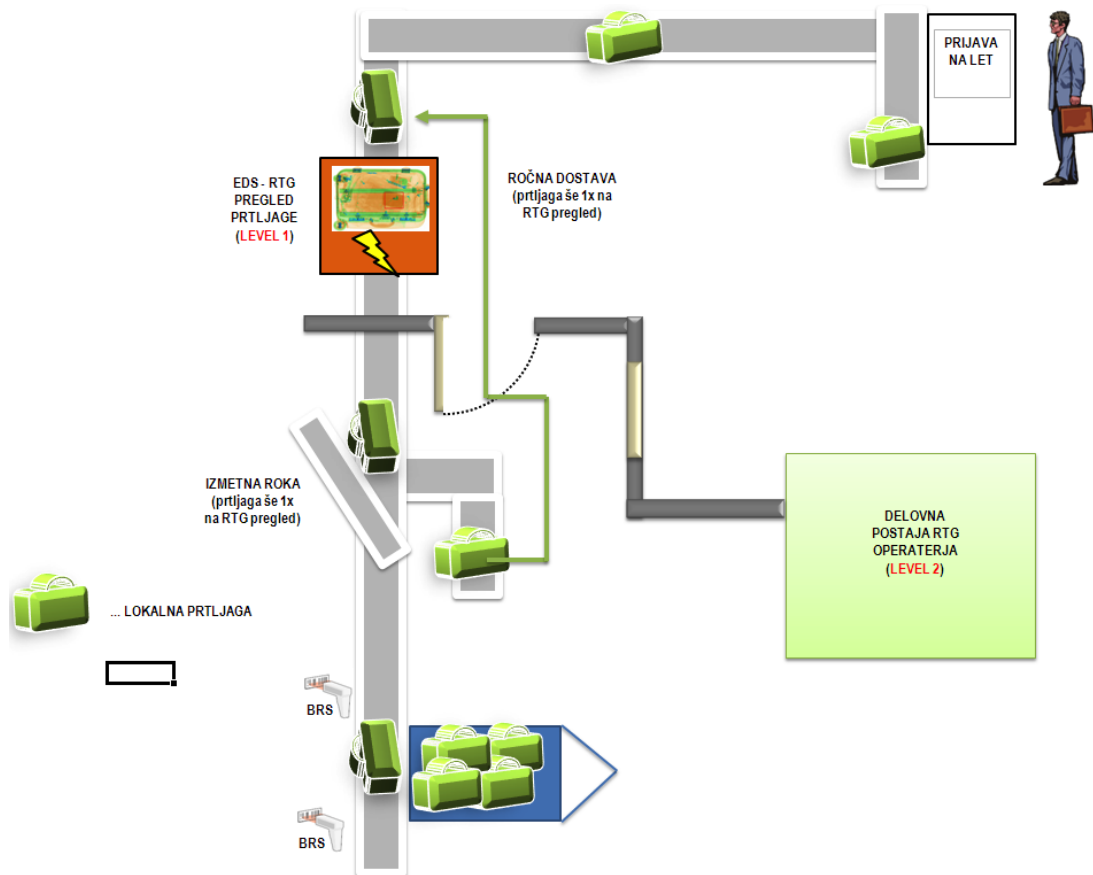 PRIJAVA
NA LET
EDS - RTG
PREGLED
PRTLJAGE
(LEVEL 1)
ROČNA DOSTAVA
(prtljaga še 1x na
RTG pregled)
IZMETNA ROKA
(prtljaga še 1x
na RTG pregled)
DELOVNA
POSTAJA RTG
OPERATERJA
(LEVEL 2)
... LOKALNA PRTLJAGA
BRS
BRS